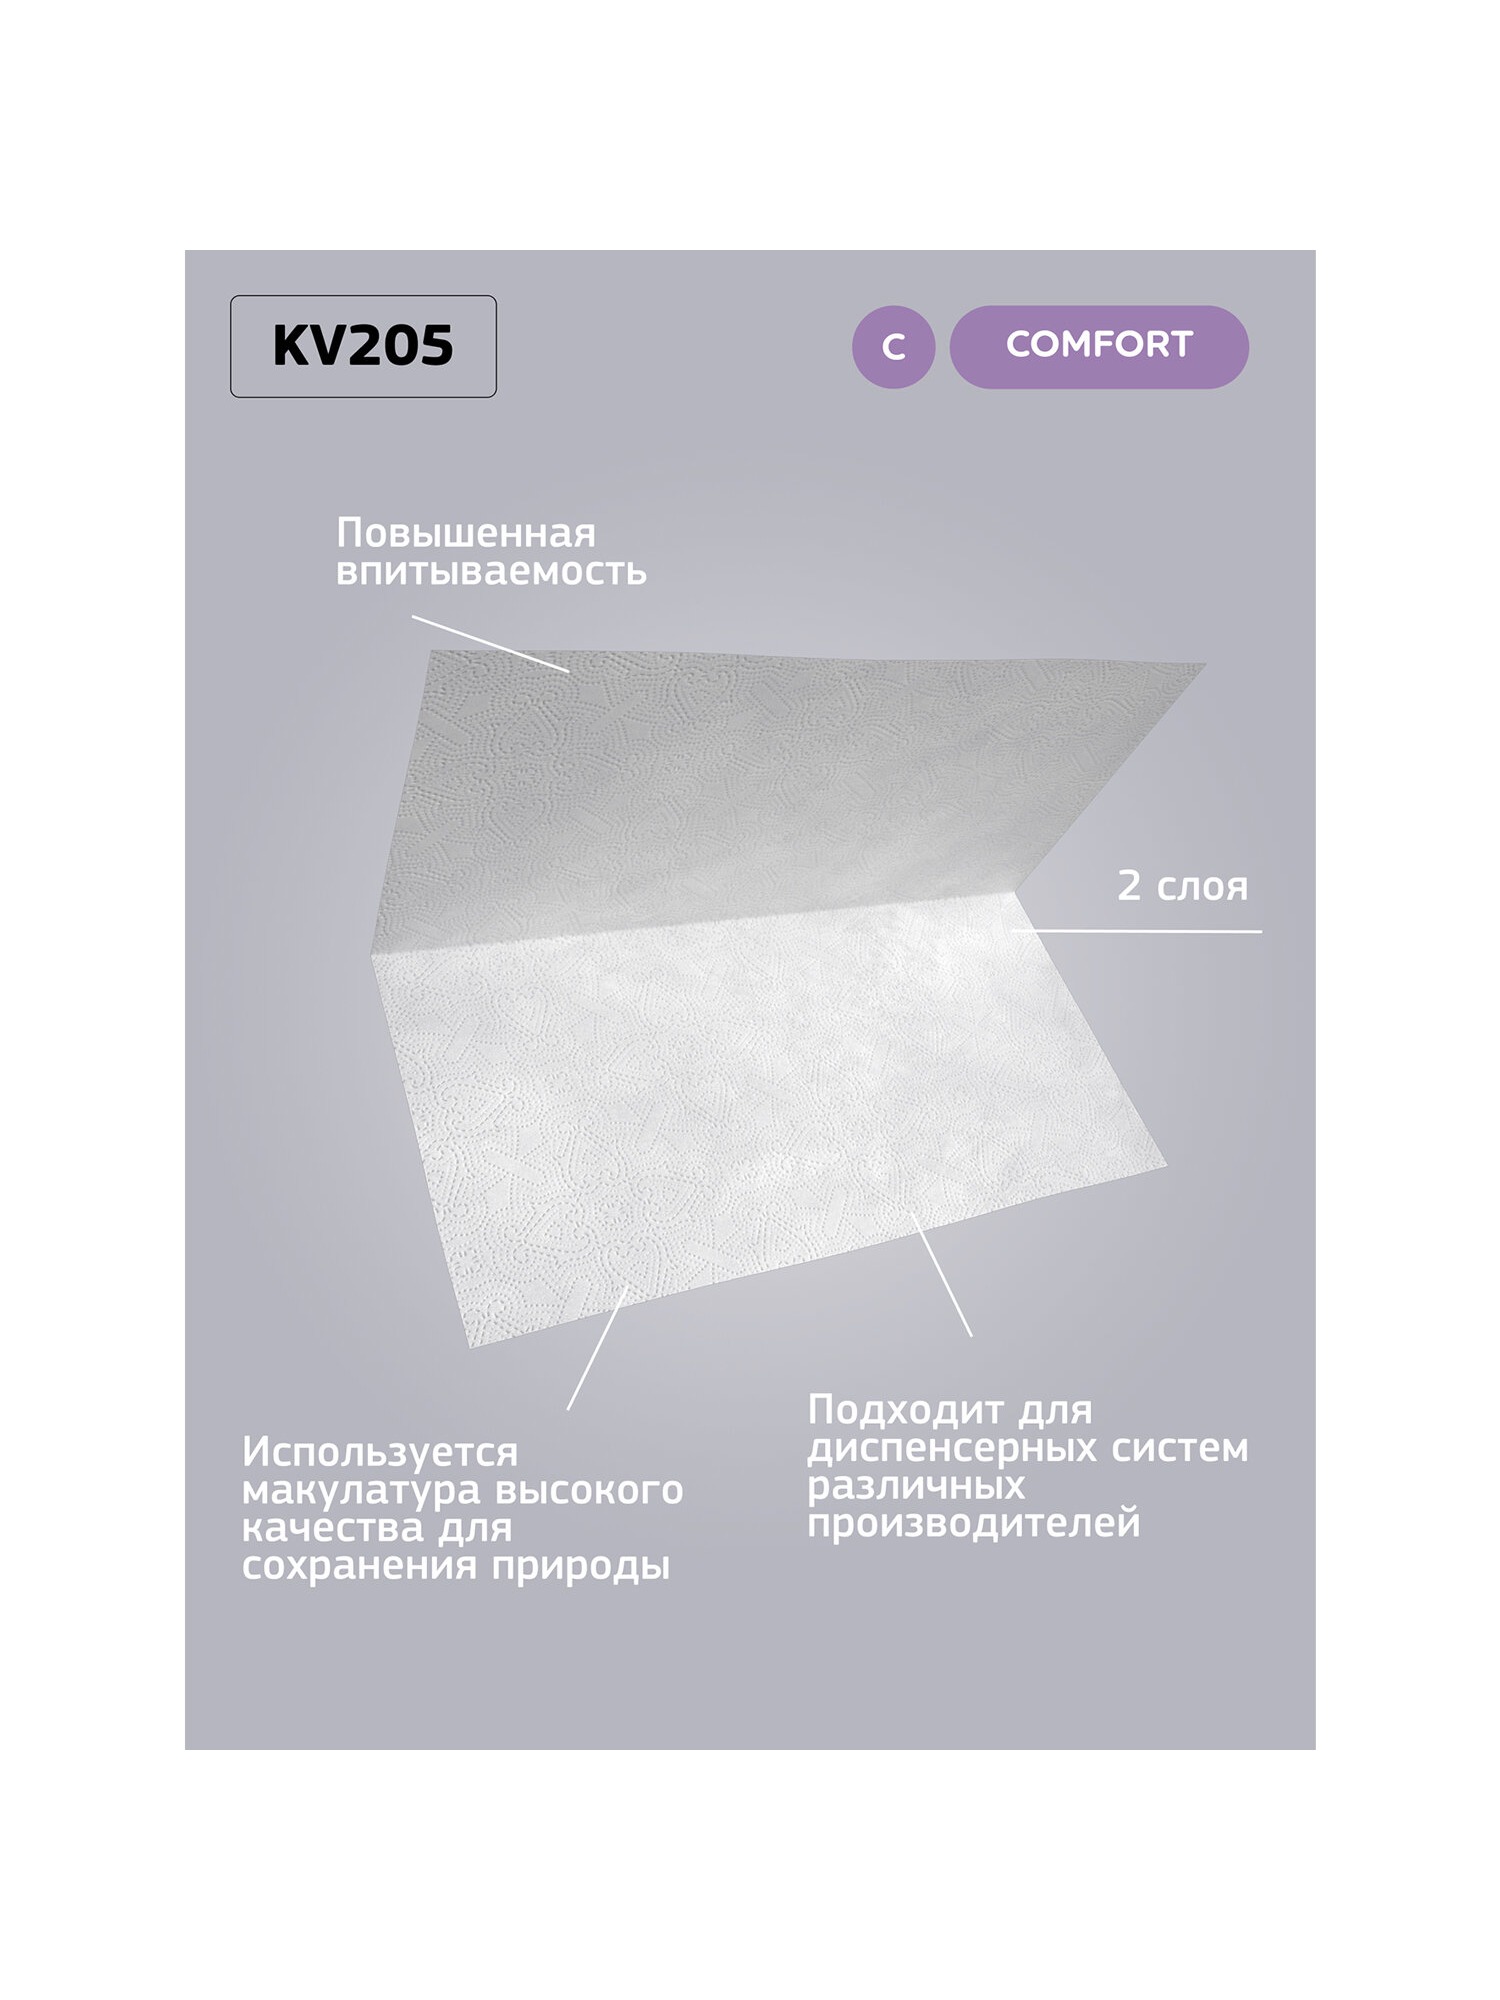 KV205
C COMFORT
Повышенная
впитываемость
2 слоя
Используется
макулатура высокого
качества для
сохранения природы
Подходит для
диспенсерных систем
различных
производителей